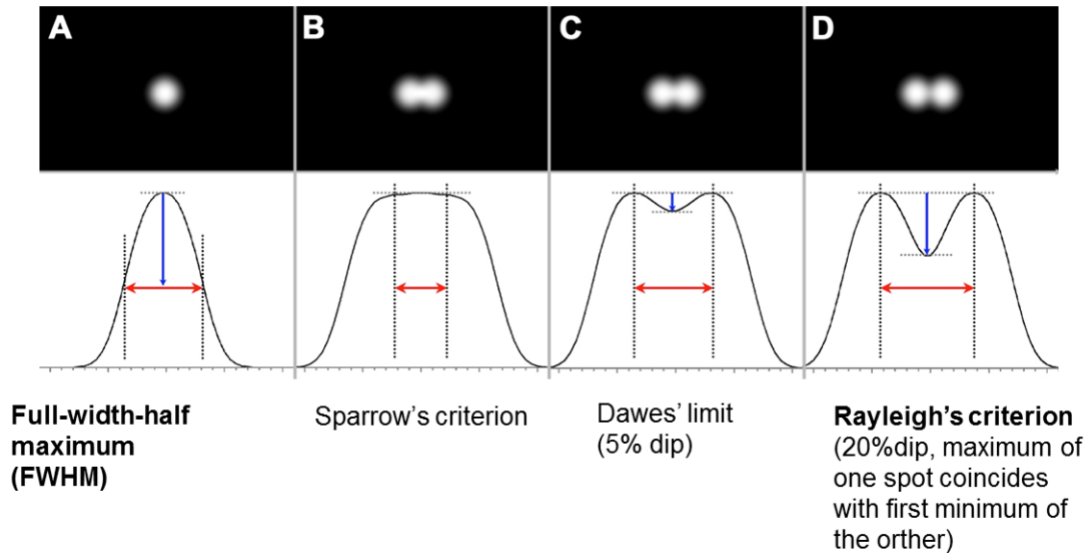 A
B
C
D
Full-width-half
maximum
(FWHM)
Sparrow's criterion
Dawes' limit
(5% dip)
Rayleigh's criterion
(20%dip, maximum of
one spot coincides
with first minimum of
the orther)